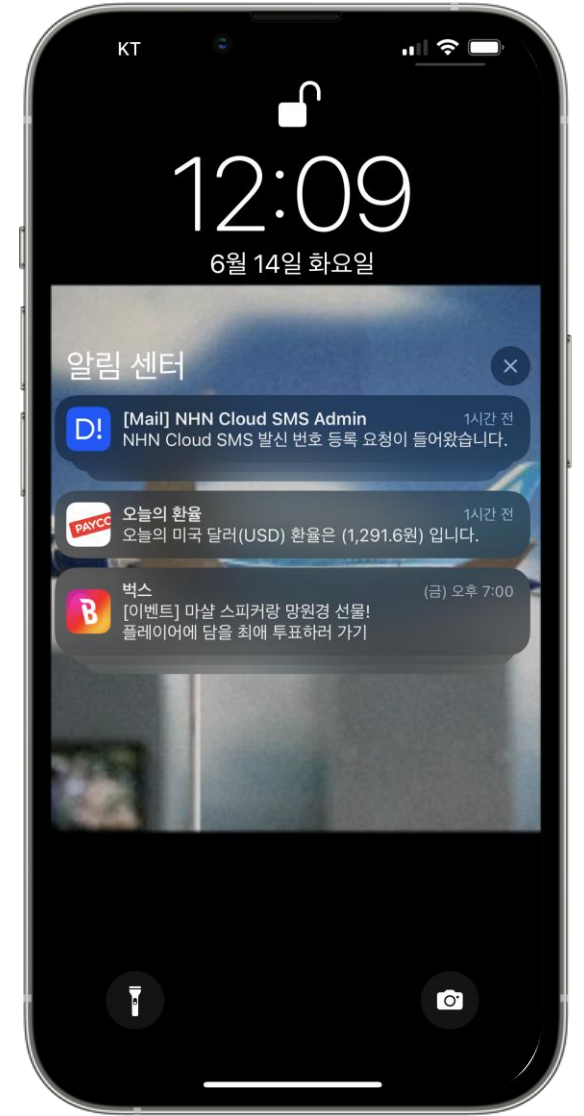 KT
12:09
6월 14일 화요일
알림 센터
D!
[Mail] NHN Cloud SMS Admin
1시간 전
NHN Cloud SMS 발신 번호 등록 요청이 들어왔습니다.
PAYCO
오늘의 환율
1시간 전
오늘의 미국 달러(USD) 환율은 (1,291.6원) 입니다.
B
벅스
(금) 오후 7:00
[이벤트] 마샬 스피커랑 망원경 선물!
플레이어에 담을 최애 투표하러 가기